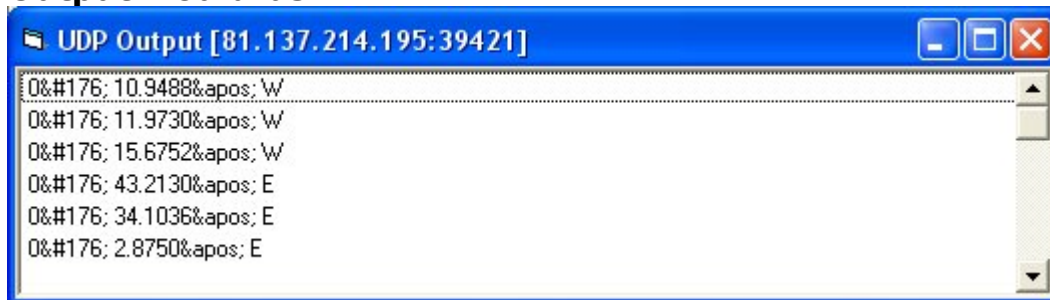 UDP Output [81.137.214.195:39421]
0&#176; 10.9488&apos; W
0&#176; 11.9730&apos; W
0&#176; 15.6752&apos; W
0&#176; 43.2130&apos; E
0&#176; 34.1036&apos; E
0&#176; 2.8750&apos; E